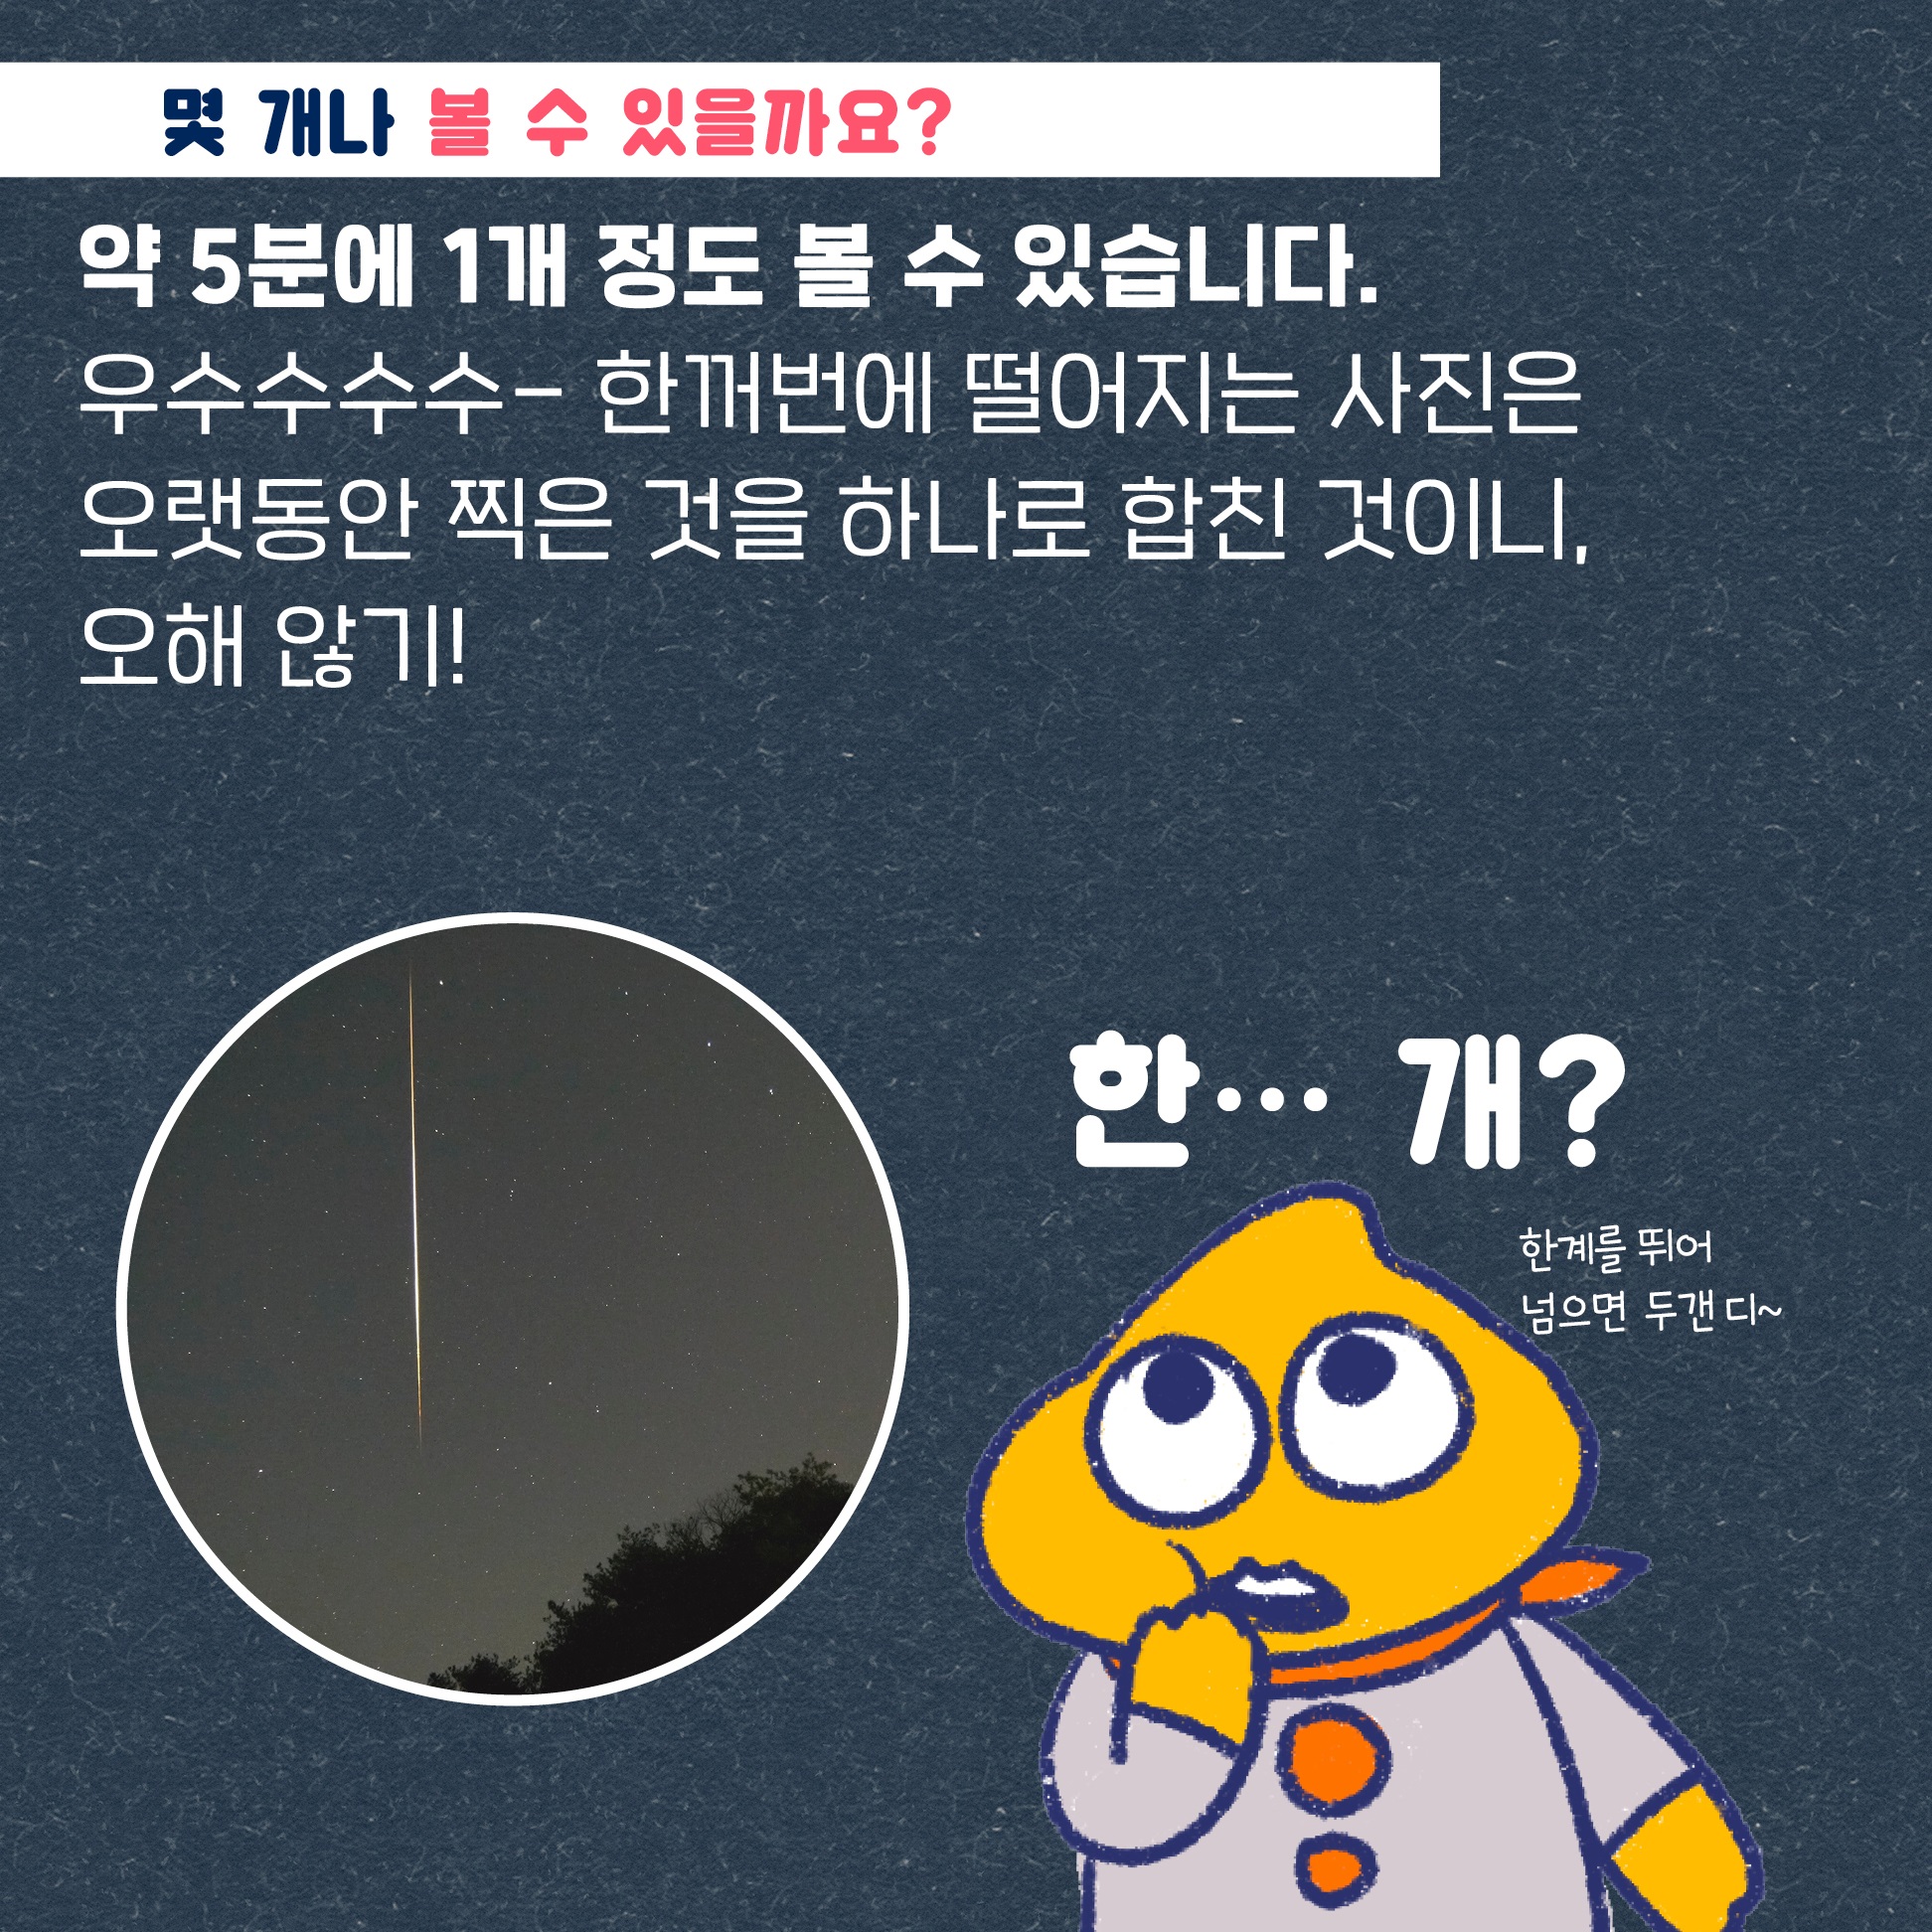 몇 개나 볼 수 있을까요?
약 5분에 1개 정도 볼 수 있습니다.
우수수수수- 한꺼번에 떨어지는 사진은
오랫동안 찍은 것을 하나로 합친 것이니,
오해 않기!
한… 개?
한계를 뛰어
넘으면 두갠 디~